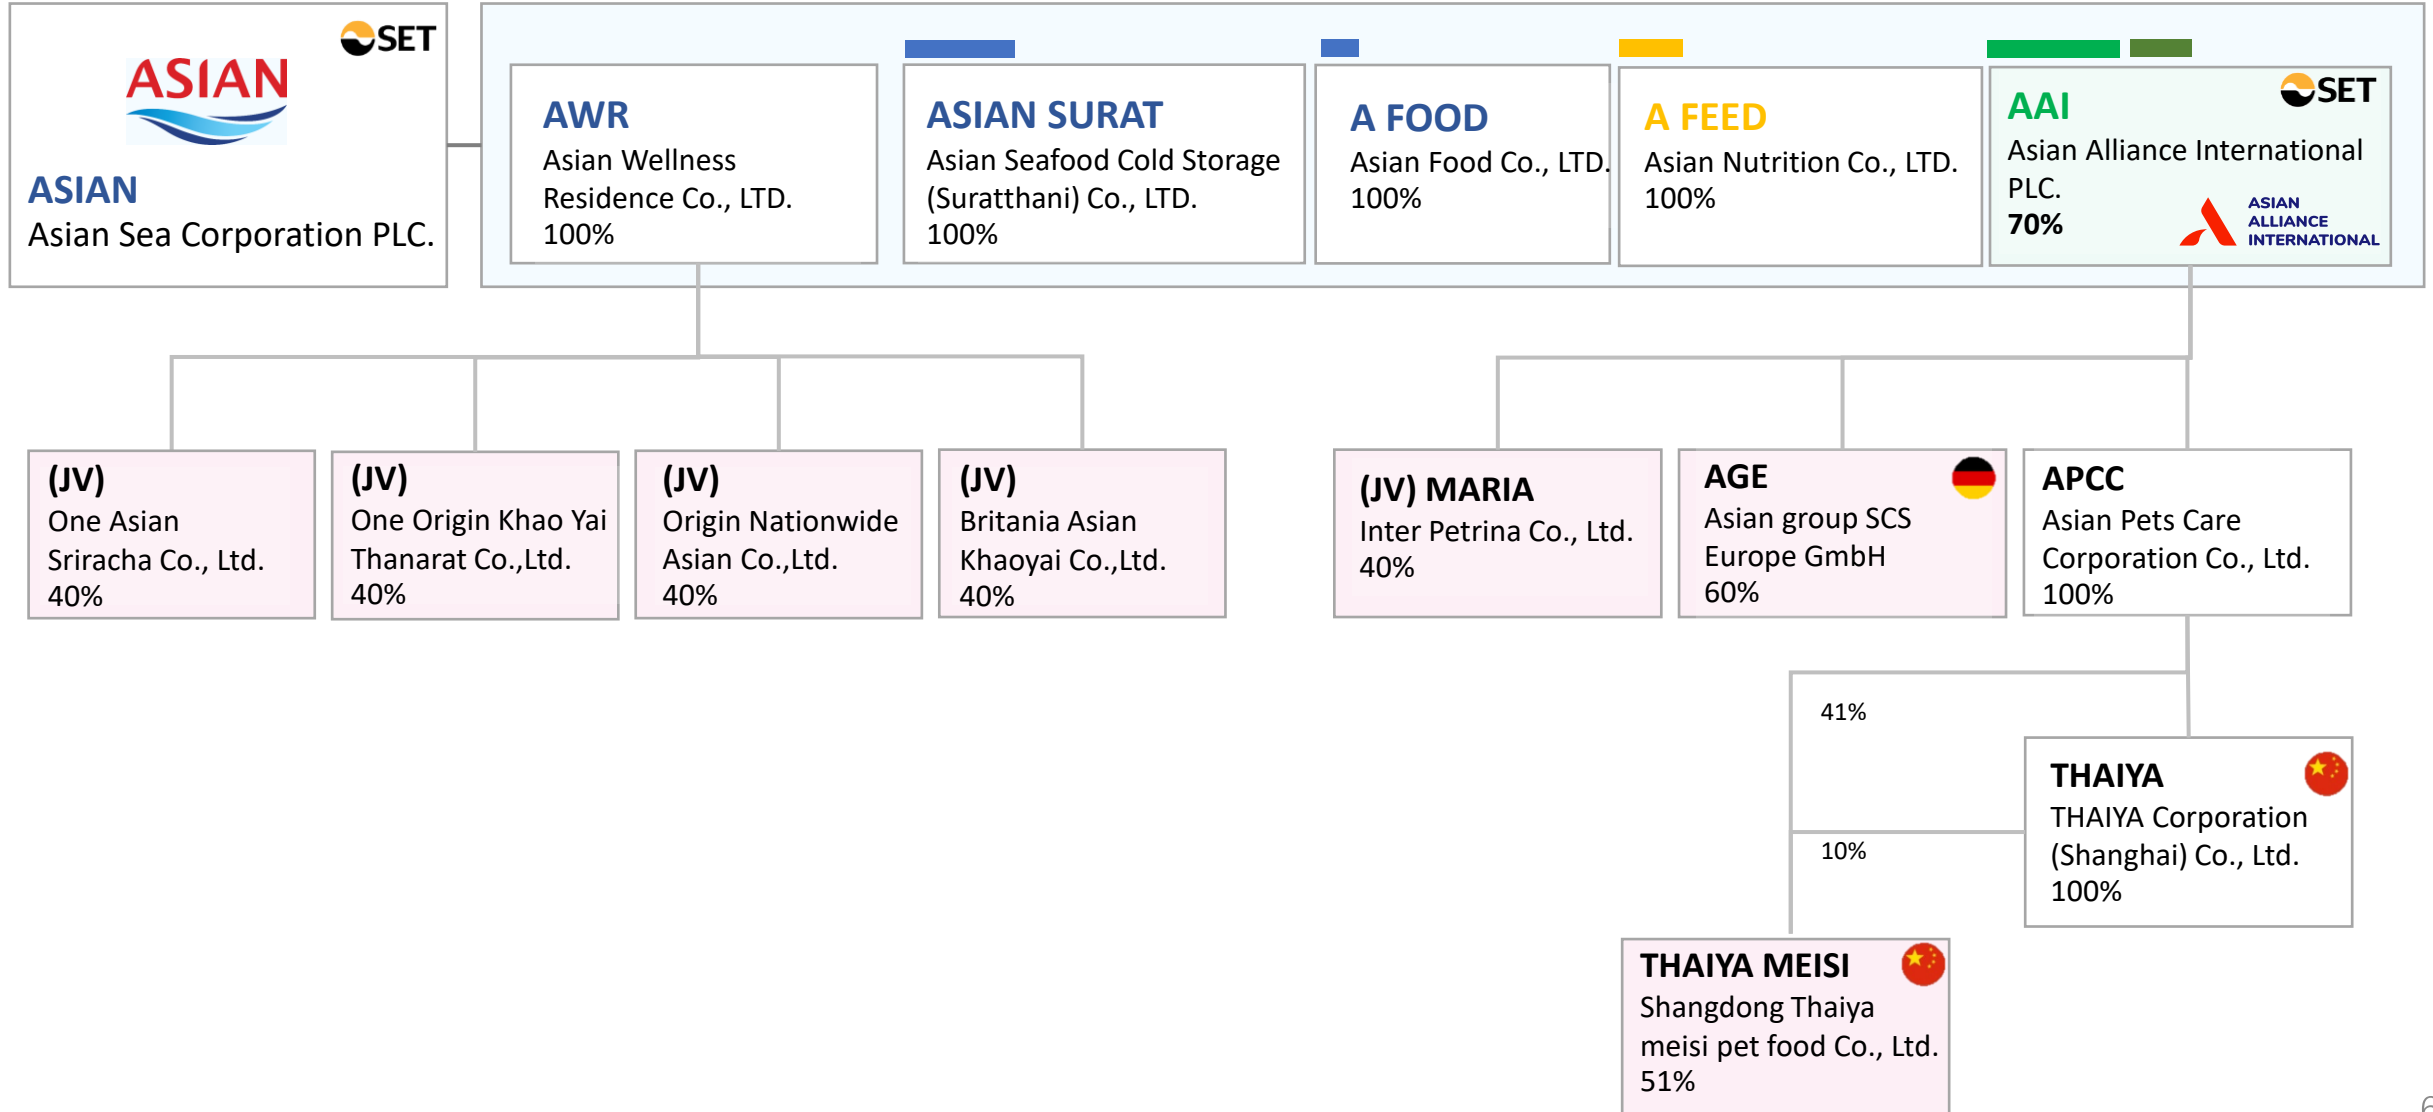 SET
ASIAN
ASIAN
Asian Sea Corporation PLC.
AWR
Asian Wellness
Residence Co., LTD.
100%
ASIAN SURAT
Asian Seafood Cold Storage
(Suratthani) Co., LTD.
100%
A FOOD
Asian Food Co., LTD.
100%
A FEED
Asian Nutrition Co., LTD.
100%
SET
AAI
Asian Alliance International
PLC.
70%
ASIAN
ALLIANCE
INTERNATIONAL
(JV)
One Asian
Sriracha Co., Ltd.
40%
(JV)
One Origin Khao Yai
Thanarat Co.,Ltd.
40%
(JV)
Origin Nationwide
Asian Co.,Ltd.
40%
(JV)
Britania Asian
Khaoyai Co.,Ltd.
40%
(JV) MARIA
Inter Petrina Co., Ltd.
40%
AGE
Asian group SCS
Europe GmbH
60%
APCC
Asian Pets Care
Corporation Co., Ltd.
100%
41%
10%
THAIYA
THAIYA Corporation
(Shanghai) Co., Ltd.
100%
THAIYA MEISI
Shangdong Thaiya
meisi pet food Co., Ltd.
51%